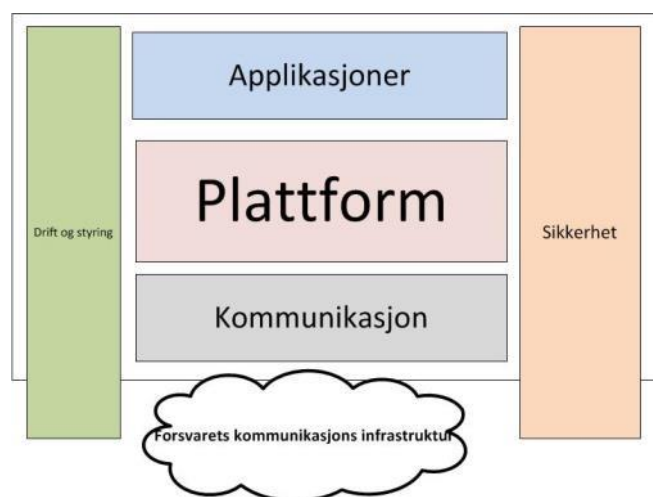 Applikasjoner
Plattform
Drift og styring
Sikkerhet
Kommunikasjon
Forsvarets kommunikasjons infrastruktur